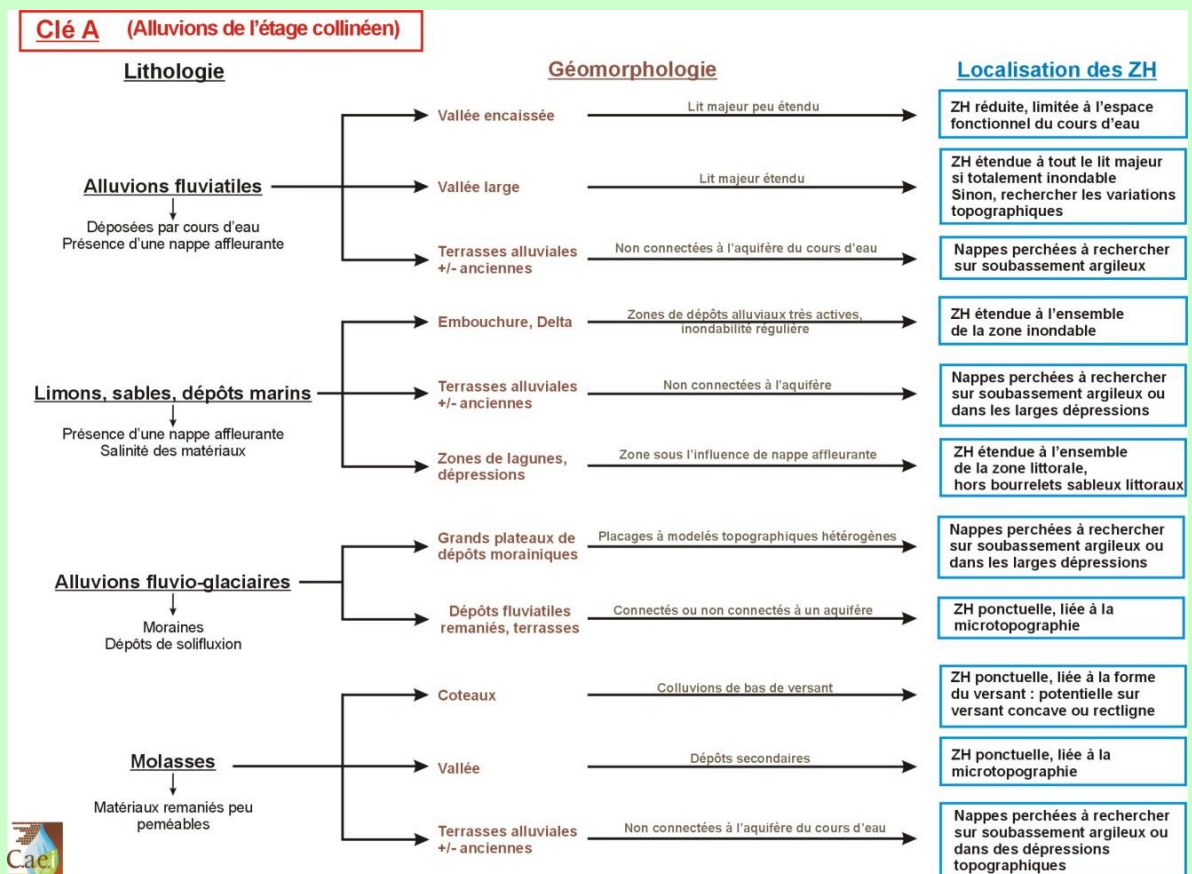 Clé A (Alluvions de l'étage collinéen)
Lithologie
Géomorphologie
Localisation des ZH
Alluvions fluviatiles
Déposées par cours d'eau
Présence d'une nappe affleurante
Vallée encaissée
Lit majeur peu étendu
ZH réduite, limitée à l'espace
fonctionnel du cours d'eau
Vallée large
Lit majeur étendu
ZH étendue à tout le lit majeur
si totalement inondable
Sinon, rechercher les variations
topographiques
Terrasses alluviales
+/- anciennes
Non connectées à l'aquifère du cours d'eau
Nappes perchées à rechercher
sur soubassement argileux
Limons, sables, dépôts marins
Présence d'une nappe affleurante
Salinité des matériaux
Embouchure, Delta
Zones de dépôts alluviaux très actives,
inondabilité régulière
ZH étendue à l'ensemble
de la zone inondable
Terrasses alluviales
+/- anciennes
Non connectées à l'aquifère
Nappes perchées à rechercher
sur soubassement argileux ou
dans les larges dépressions
Zones de lagunes,
dépressions
Zone sous l'influence de nappe affleurante
ZH étendue à l'ensemble
de la zone littorale,
hors bourrelets sableux littoraux
Alluvions fluvio-glaciaires
Moraines
Dépôts de solifluxion
Grands plateaux de
dépôts morainiques
Placages à modelés topographiques hétérogènes
Nappes perchées à rechercher
sur soubassement argileux ou
dans les larges dépressions
Dépôts fluviatiles
remaniés, terrasses
Connectés ou non connectés à un aquifère
ZH ponctuelle, liée à la
microtopographie
Molasses
Matériaux remaniés peu
peméables
Coteaux
Colluvions de bas de versant
ZH ponctuelle, liée à la forme
du versant : potentielle sur
versant concave ou rectligne
Vallée
Dépôts secondaires
ZH ponctuelle, liée à la
microtopographie
Terrasses alluviales
+/- anciennes
Non connectées à l'aquifère du cours d'eau
Nappes perchées à rechercher
sur soubassement argileux ou
dans des dépressions
topographiques
C.ae.i